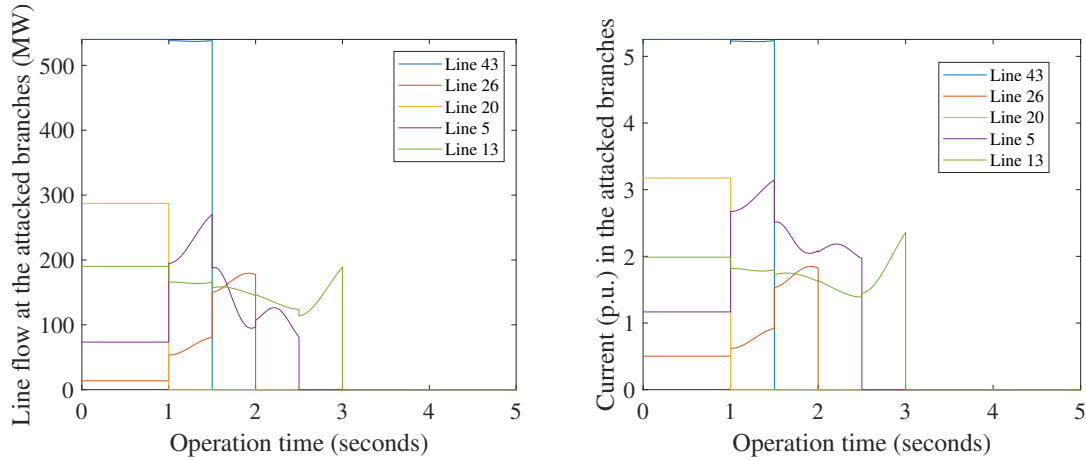 Line flow at the attacked branches (MW)
500
400
300
200
100
0
0
1
2
3
4
5
Operation time (seconds)
Line 43
Line 26
Line 20
Line 5
Line 13
Current (p.u.) in the attacked branches
5
4
3
2
1
0
0
1
2
3
4
5
Operation time (seconds)
Line 43
Line 26
Line 20
Line 5
Line 13